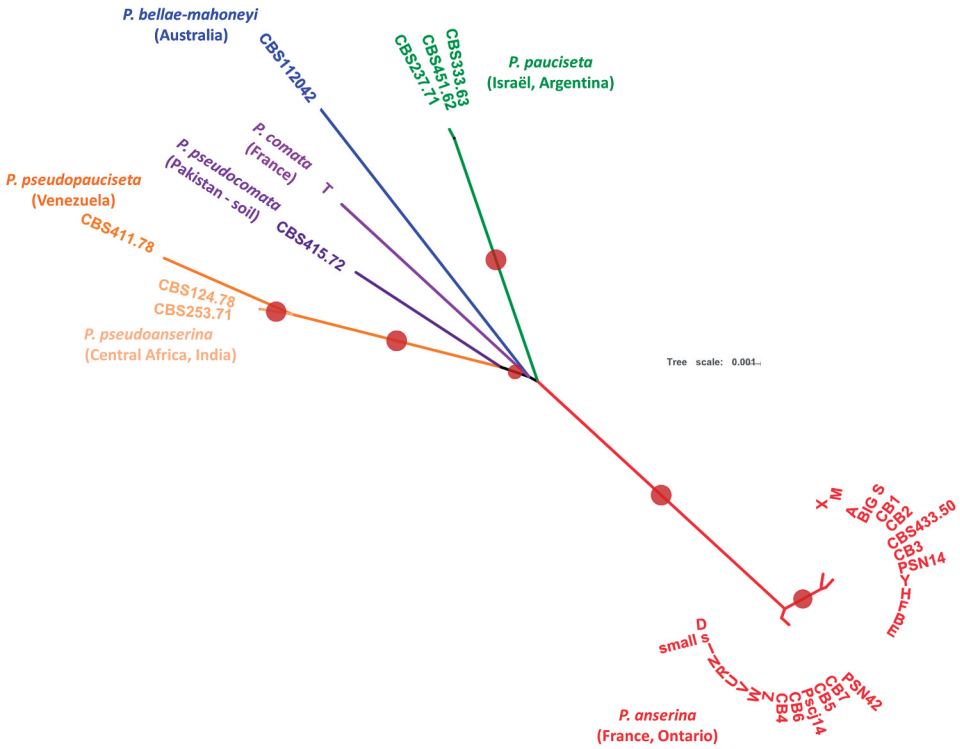 P. bellae-mahoneyi
(Australia)
CBS112042
CBS333.63
CBS451.62
CBS237.71
P. pauciseta
(Israël, Argentina)
P. comata
(France)
T
P. pseudocomata
(Pakistan - soil)
CBS415.72
P. pseudopauciseta
(Venezuela)
CBS411.78
CBS124.78
CBS253.71
P. pseudoanserina
(Central Africa, India)
Tree scale: 0.001
X
M
A
BIG S
CB1
CB2
CBS433.50
CB3
PSN14
Y
H
F
B
E
D
small s
I
N
R
U
V
W
Z
CB4
CB6
Pscj14
CB5
CB7
PSN42
P. anserina
(France, Ontario)